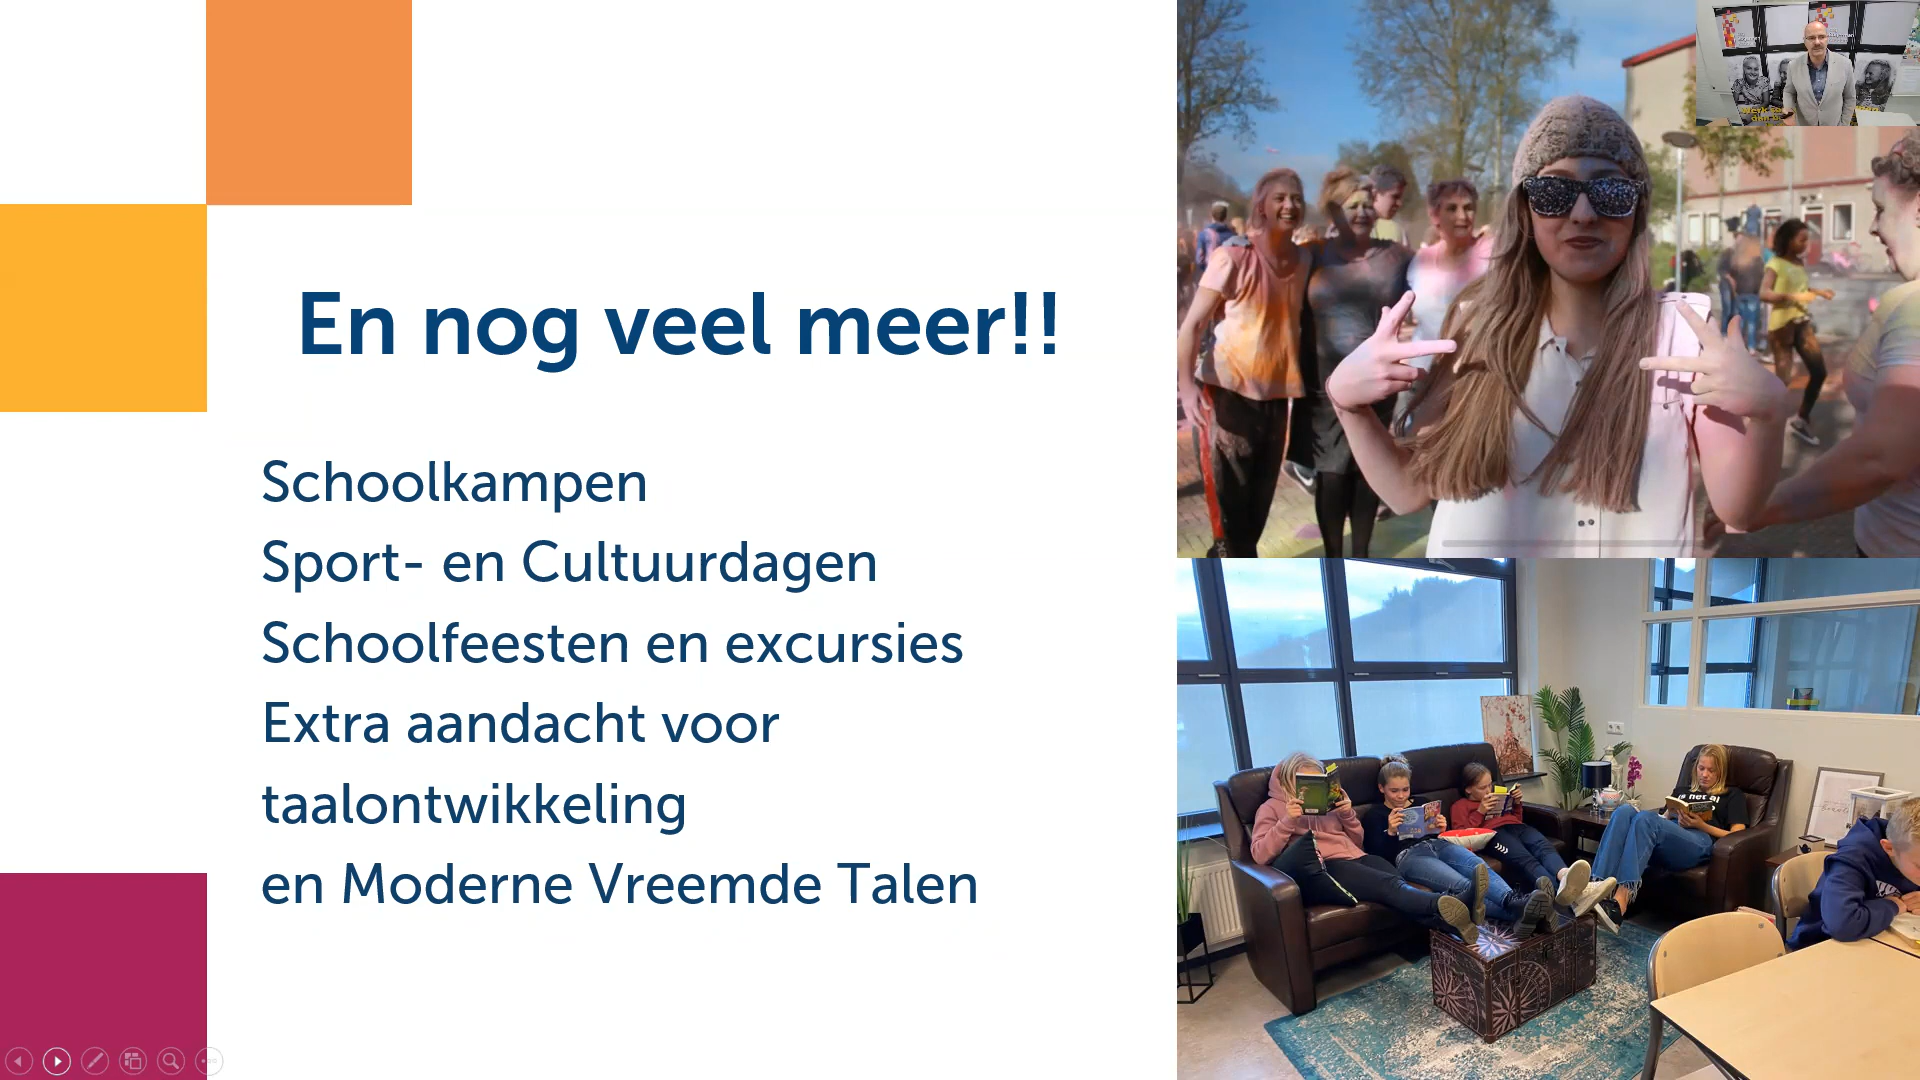 En nog veel meer!!
Schoolkampen
Sport- en Cultuurdagen
Schoolfeesten en excursies
Extra aandacht voor
taalontwikkeling
en Moderne Vreemde Talen